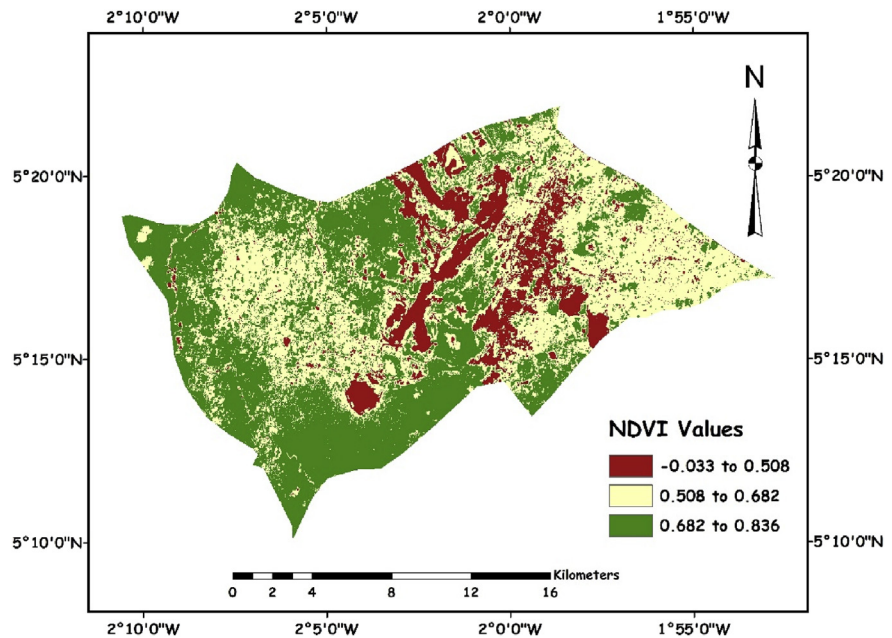 2°10'0"W 2°5'0"W 2°0'0"W 1°55'0"W
N
5°20'0"N 5°20'0"N
5°15'0"N 5°15'0"N
NDVI Values
-0.033 to 0.508
0.508 to 0.682
0.682 to 0.836
5°10'0"N 5°10'0"N
Kilometers
0 2 4 8 12 16
2°10'0"W 2°5'0"W 2°0'0"W 1°55'0"W